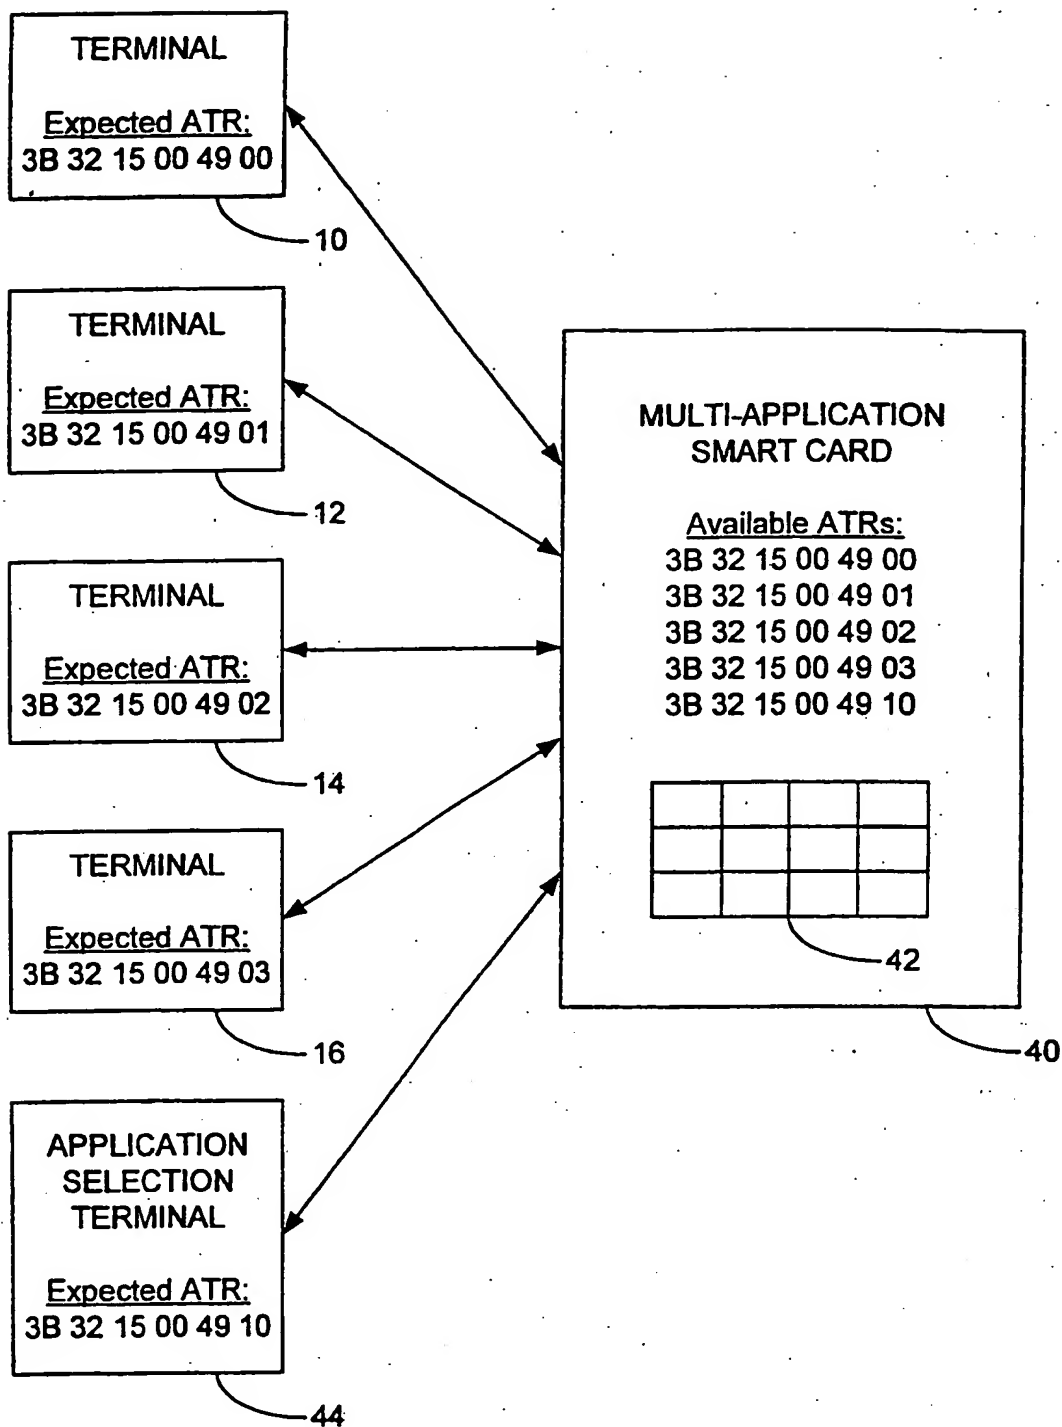 TERMINAL
Expected ATR:
3B 32 15 00 49 00
10
TERMINAL
Expected ATR:
3B 32 15 00 49 01
12
TERMINAL
Expected ATR:
3B 32 15 00 49 02
14
TERMINAL
Expected ATR:
3B 32 15 00 49 03
16
APPLICATION
SELECTION
TERMINAL
Expected ATR:
3B 32 15 00 49 10
44
MULTI-APPLICATION
SMART CARD
Available ATRs:
3B 32 15 00 49 00
3B 32 15 00 49 01
3B 32 15 00 49 02
3B 32 15 00 49 03
3B 32 15 00 49 10
42
40